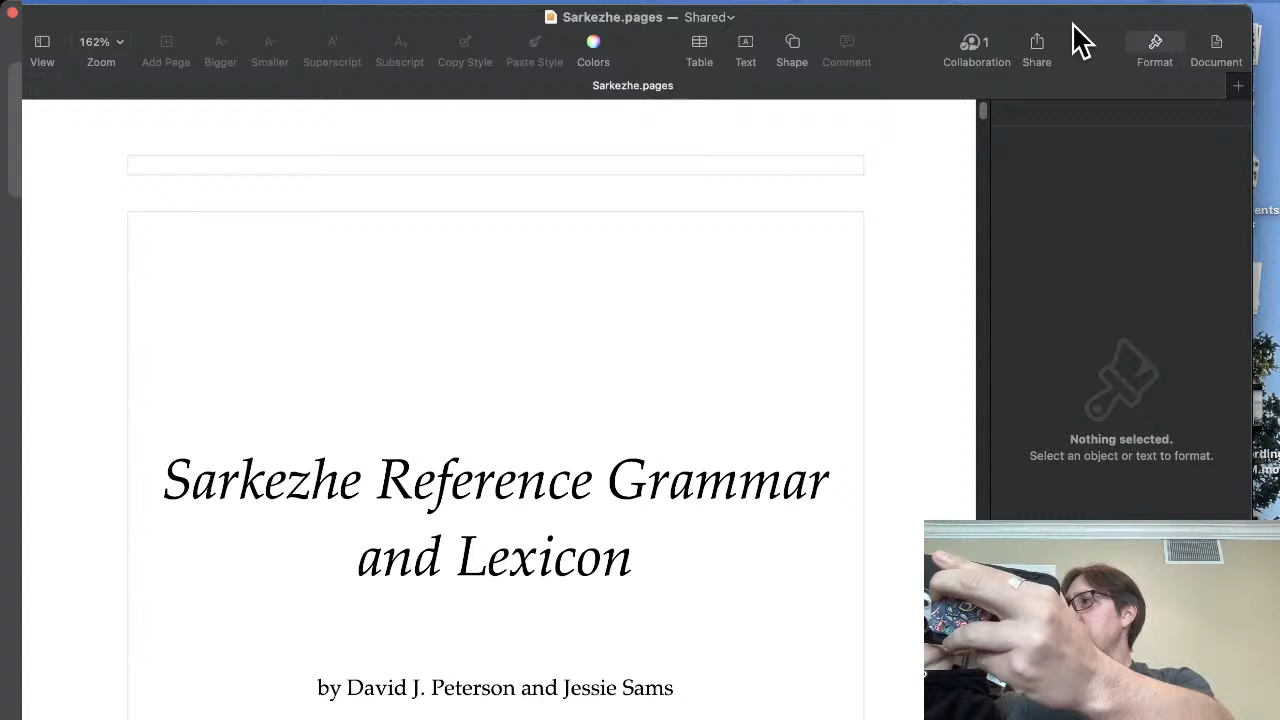 Sarkezhe.pages — Shared
162%
1
View
Zoom
Add Page
Bigger
Smaller
Superscript
Subscript
Copy Style
Paste Style
Colors
Table
Text
Shape
Comment
Collaboration
Share
Format
Document
Sarkezhe.pages
Sarkezhe Reference Grammar
and Lexicon
by David J. Peterson and Jessie Sams
Nothing selected.
Select an object or text to format.